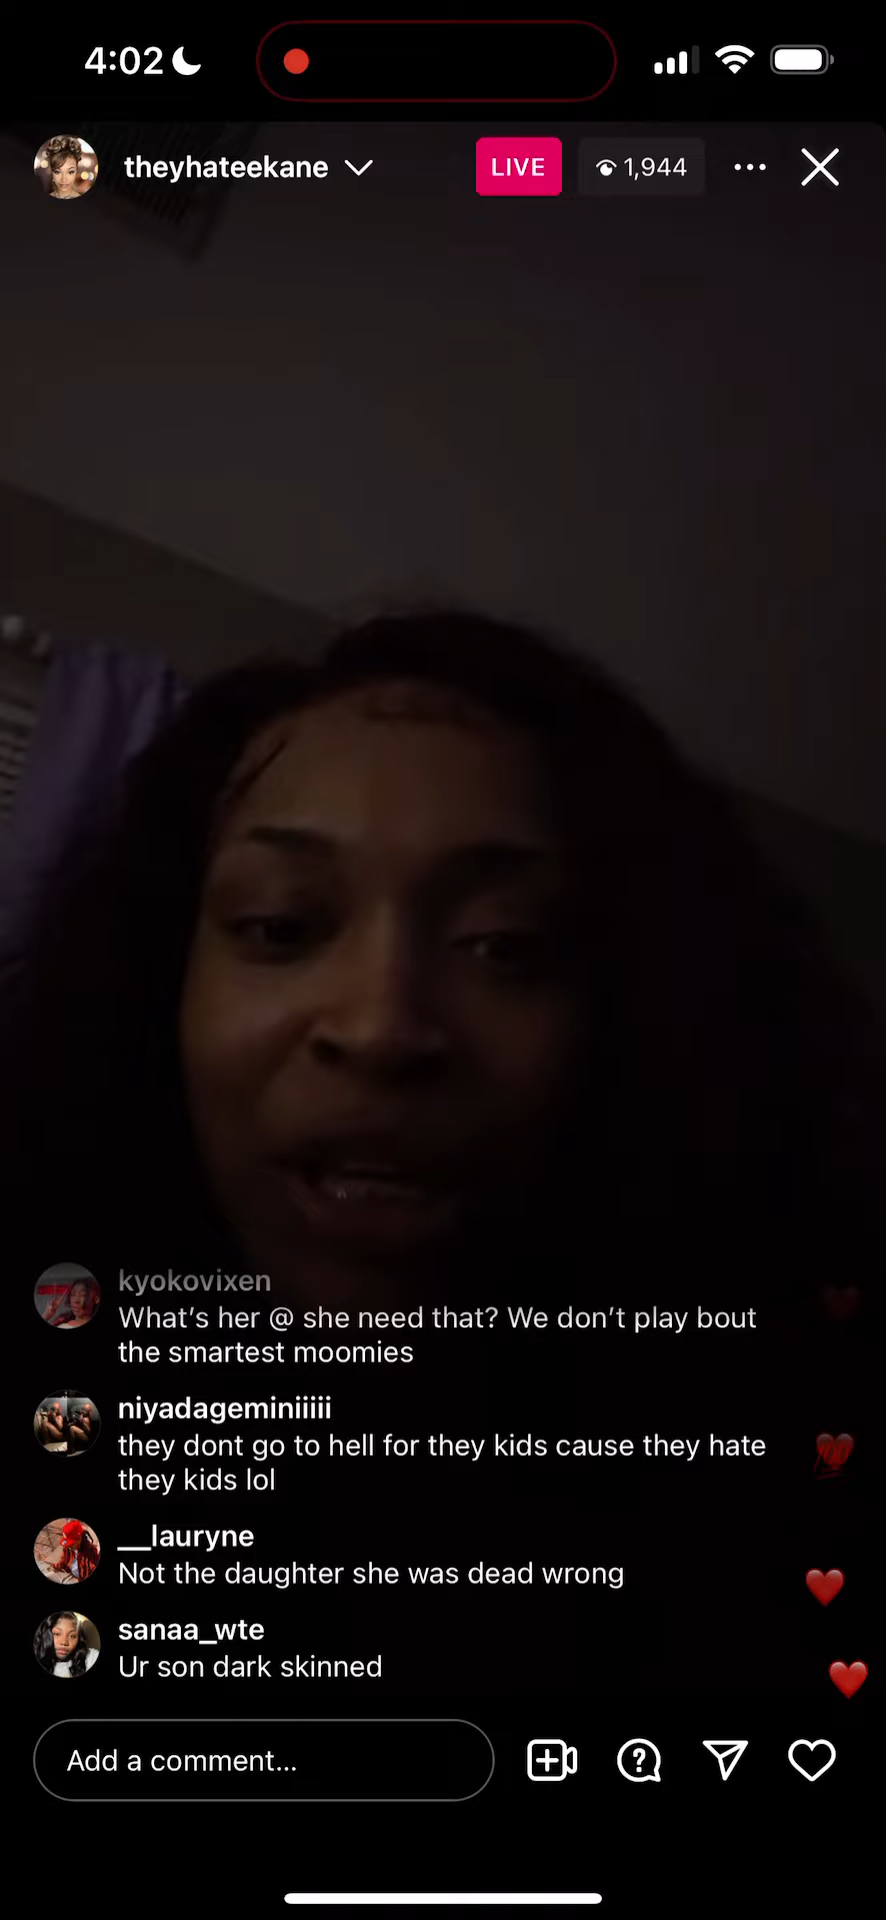 4:02
theyhateekane
LIVE
1,944
kyokovixen
What’s her @ she need that? We don’t play bout
the smartest moomies
niyadageminiiiii
they dont go to hell for they kids cause they hate
they kids lol
__lauryne
Not the daughter she was dead wrong
sanaa_wte
Ur son dark skinned
Add a comment...